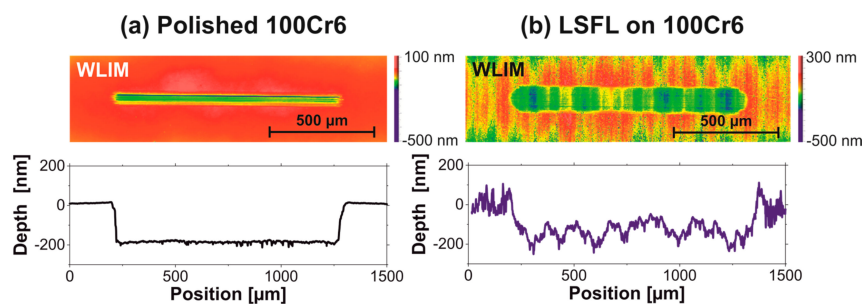 (a) Polished 100Cr6
(b) LSFL on 100Cr6
WLIM
100 nm
500 µm
-500 nm
WLIM
300 nm
500 µm
-500 nm
200
0
-200
Depth [nm]
0
500
1000
1500
Position [µm]
200
0
-200
Depth [nm]
0
500
1000
1500
Position [µm]